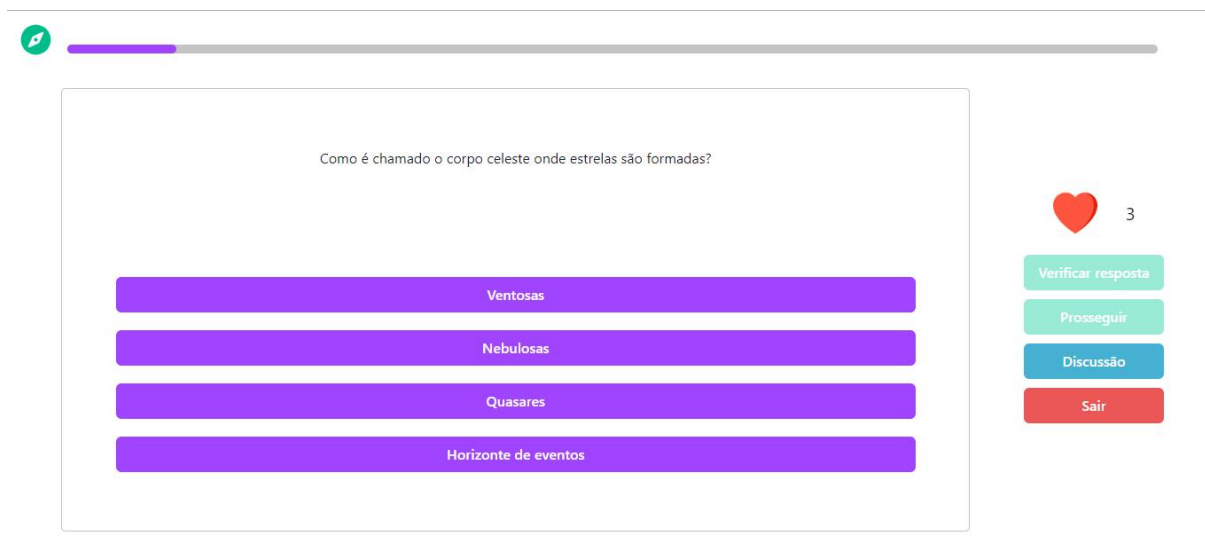 Como é chamado o corpo celeste onde estrelas são formadas?
Ventosas
Nebulosas
Quasares
Horizonte de eventos
3
Verificar resposta
Prosseguir
Discussão
Sair